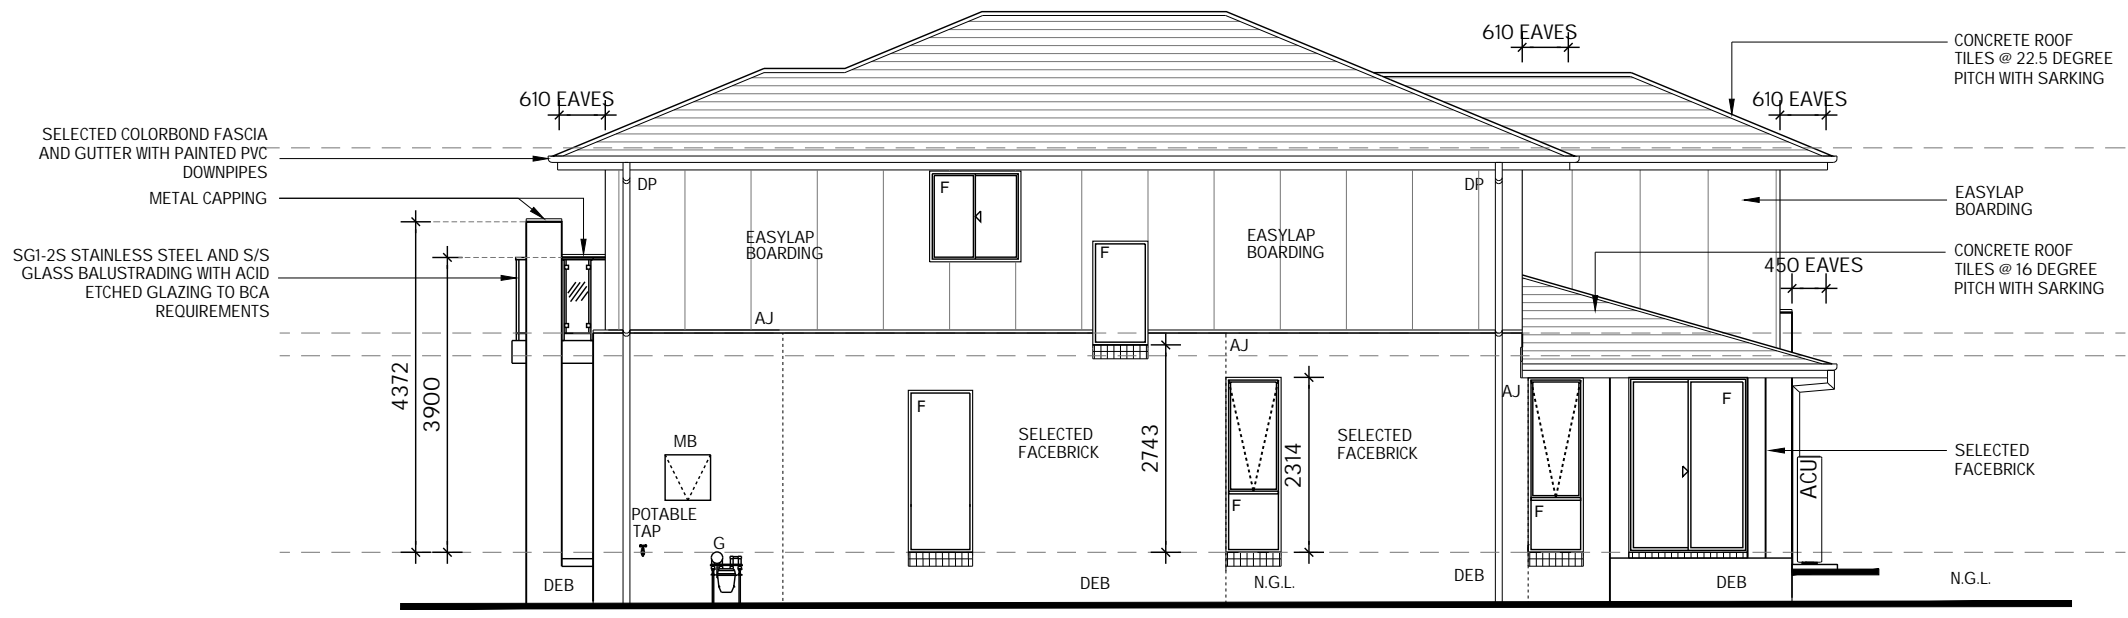 610 EAVES
CONCRETE ROOF
TILES @ 22.5 DEGREE
PITCH WITH SARKING
610 EAVES
610 EAVES
SELECTED COLORBOND FASCIA
AND GUTTER WITH PAINTED PVC
DOWNPIPES
METAL CAPPING
DP
F
DP
EASYLAP
BOARDING
EASYLAP
BOARDING
EASYLAP
BOARDING
F
SG1-2S STAINLESS STEEL AND S/S
GLASS BALUSTRADING WITH ACID
ETCHED GLAZING TO BCA
REQUIREMENTS
CONCRETE ROOF
TILES @ 16 DEGREE
PITCH WITH SARKING
450 EAVES
AJ
AJ
AJ
4372
3900
F
F
MB
SELECTED
FACEBRICK
2743
2314
SELECTED
FACEBRICK
SELECTED
FACEBRICK
ACU
POTABLE
TAP
F
F
G
DEB
DEB
N.G.L.
DEB
DEB
N.G.L.